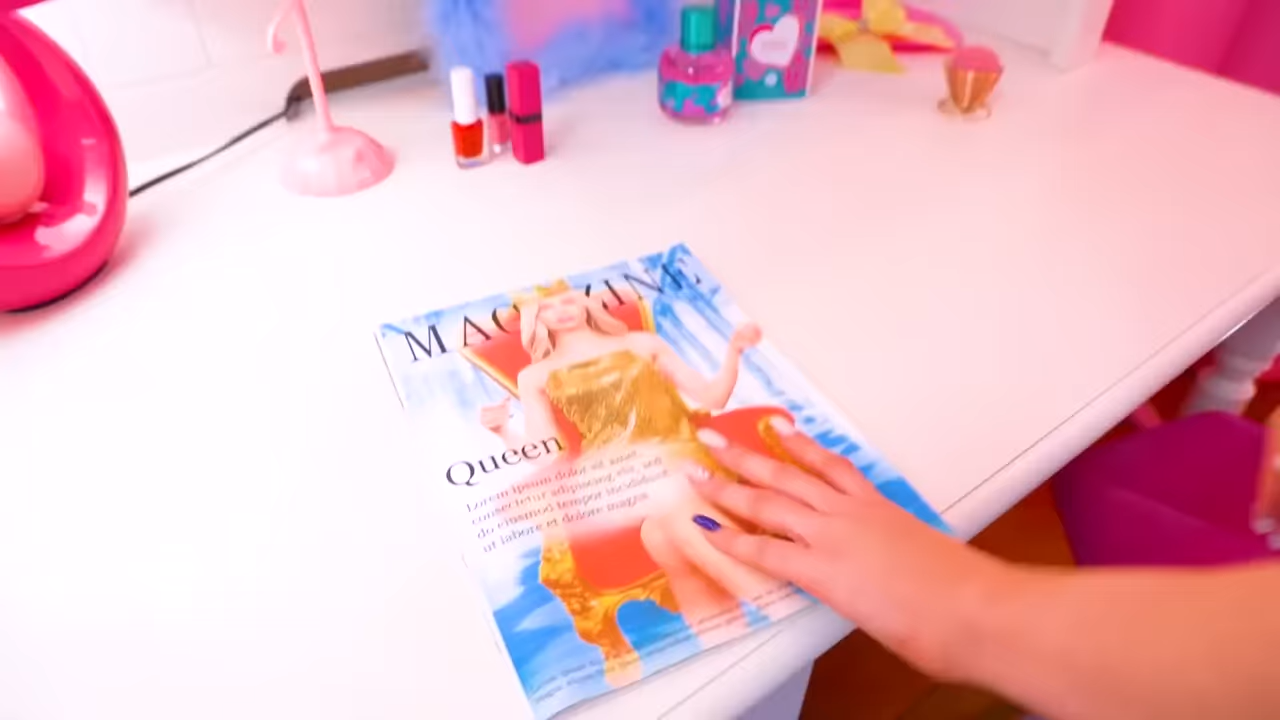 MAGAZINE
Queen
Lorem ipsum dolor sit amet,
consectetur adipiscing elit, sed
do eiusmod tempor incididunt
ut labore et dolore magna